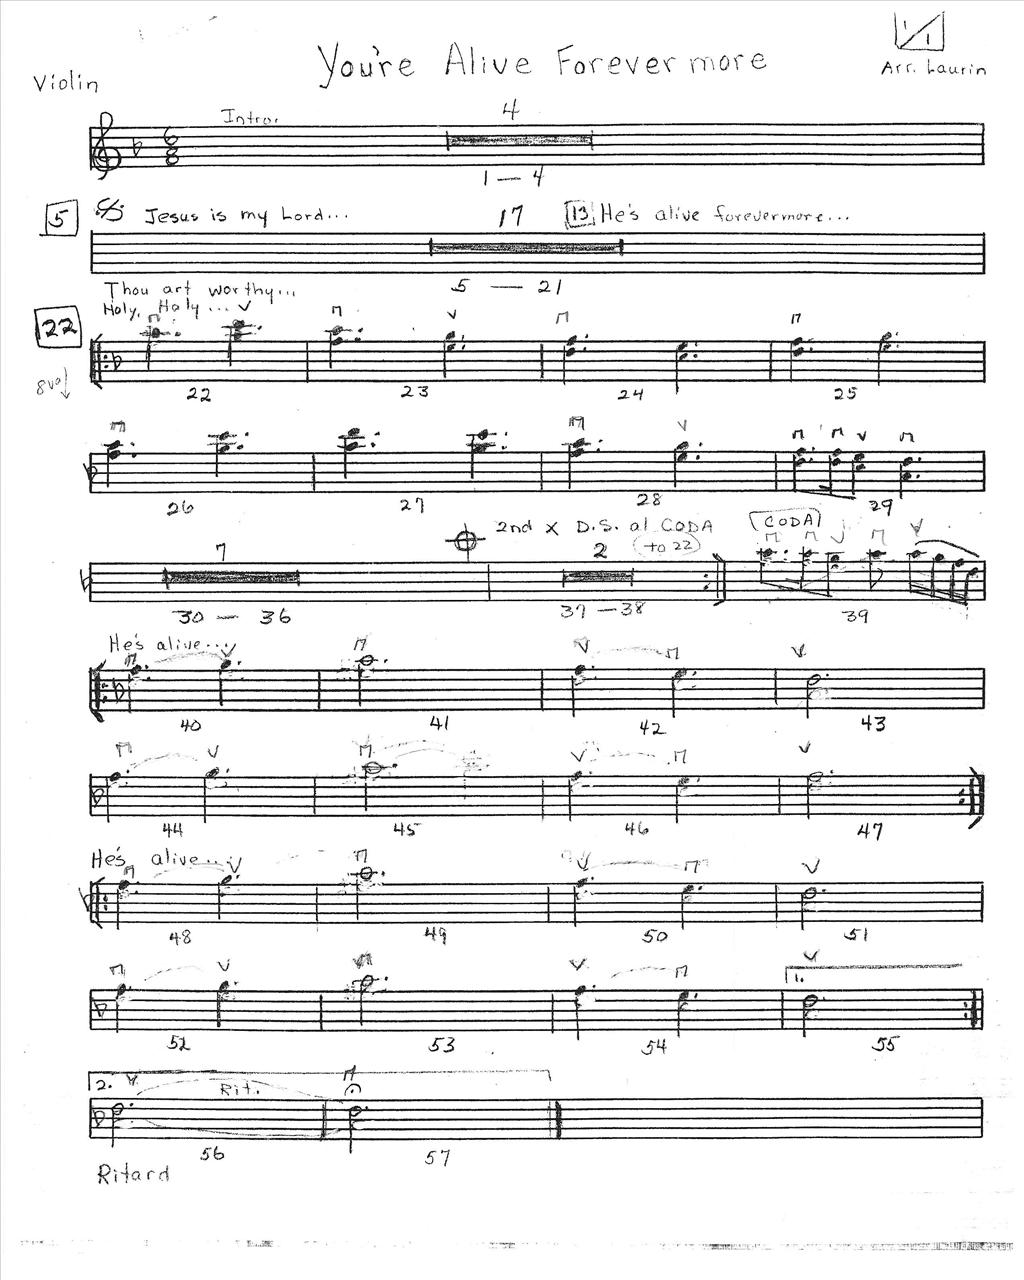 1/1
You're Alive Forevermore
Violin
Arr. Laurin
Intro.
4
6
8
1 — 4
5
Jesus is my Lord...
17
13 He's alive forevermore...
5 — 21
Thou art worthy...
Holy, Holy...
22
8va
22 23 24 25
26 27 28 29
2nd x D.S. al CODA
(to 22)
CODA
7
2
30 — 36
37 — 38
39
He's alive...
40 41 42 43
44 45 46 47
He's alive...
48 49 50 51
1.
52 53 54 55
2.
Rit.
56 57
Ritard